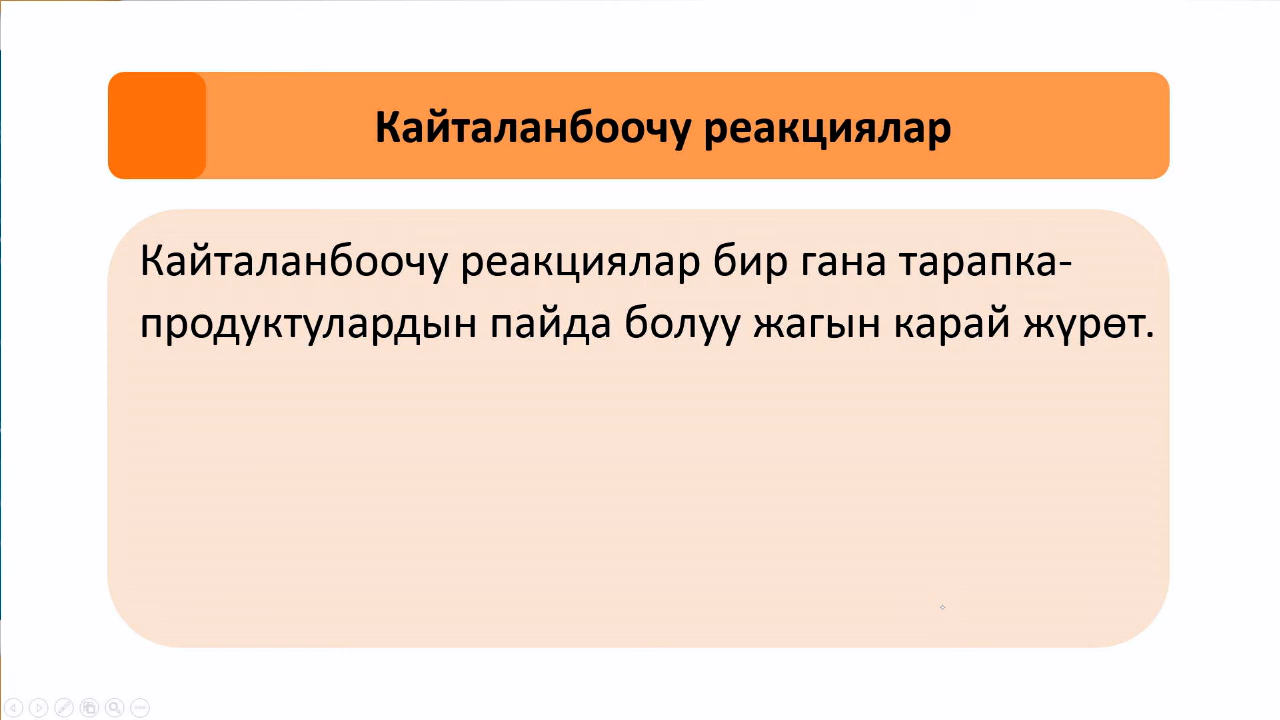 Кайталанбоочу реакциялар
Кайталанбоочу реакциялар бир гана тарапка-
продуктулардын пайда болуу жагын карай жүрөт.